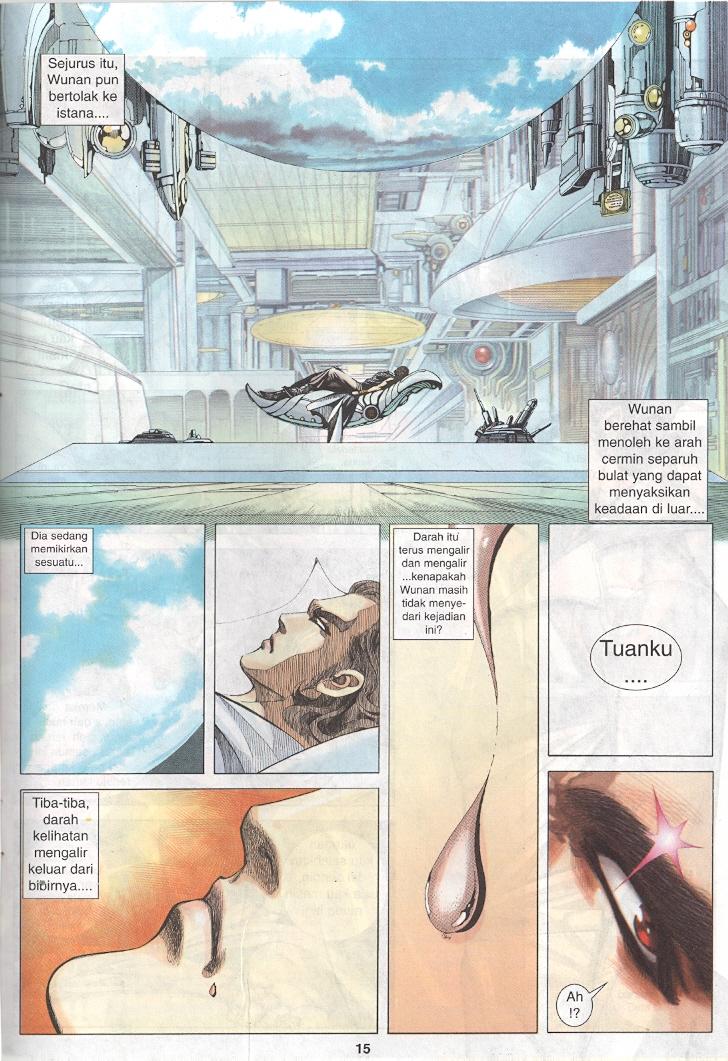 Sejurus itu,
Wunan pun
bertolak ke
istana....
Wunan
berehat sambil
menoleh ke arah
cermin separuh
bulat yang dapat
menyaksikan
keadaan di luar....
Dia sedang
memikirkan
sesuatu...
Darah itu
terus mengalir
dan mengalir
...kenapakah
Wunan masih
tidak menye-
dari kejadian
ini?
Tuanku
....
Tiba-tiba,
darah
kelihatan
mengalir
keluar dari
bibirnya....
Ah
!?
15